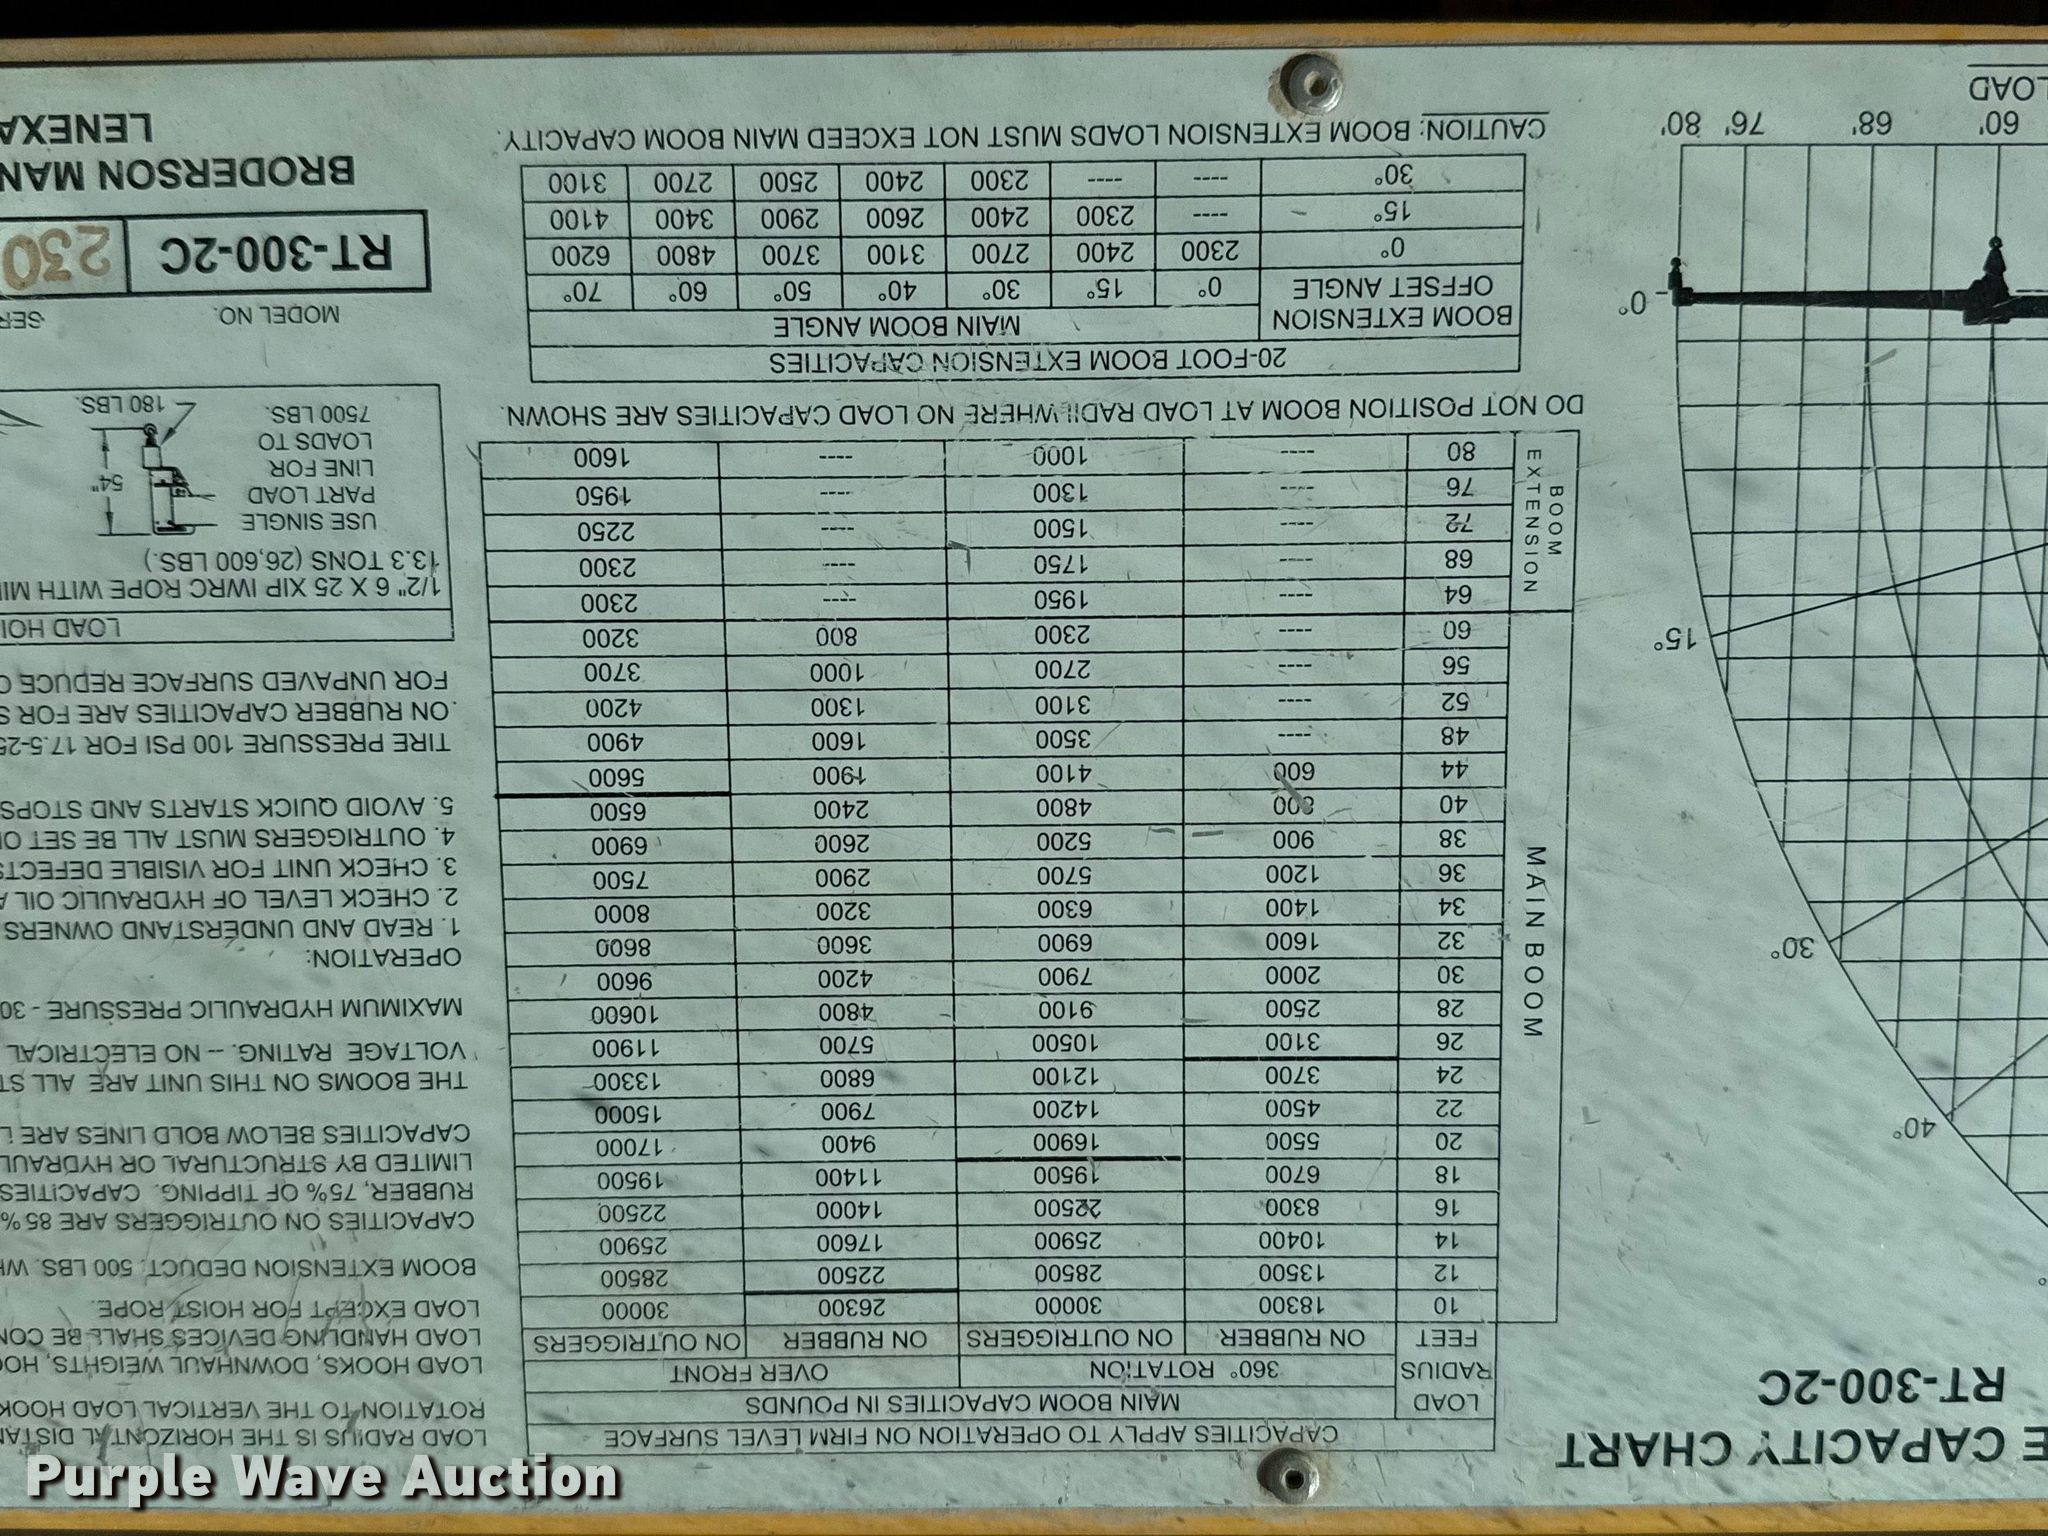 E CAPACITY CHART
RT-300-2C
40°
30°
15°
0°
60' 68' 76' 80'
LOAD
CAPACITIES APPLY TO OPERATION ON FIRM LEVEL SURFACE
LOAD RADIUS FEET | MAIN BOOM CAPACITIES IN POUNDS
360° ROTATION | OVER FRONT
ON RUBBER | ON OUTRIGGERS | ON RUBBER | ON OUTRIGGERS
MAIN BOOM
10 | 18300 | 30000 | 26300 | 30000
12 | 13500 | 28500 | 22500 | 28500
14 | 10400 | 25900 | 17600 | 25900
16 | 8300 | 22500 | 14000 | 22500
18 | 6700 | 19500 | 11400 | 19500
20 | 5500 | 16900 | 9400 | 17000
22 | 4500 | 14200 | 7900 | 15000
24 | 3700 | 12100 | 6800 | 13300
26 | 3100 | 10500 | 5700 | 11900
28 | 2500 | 9100 | 4800 | 10600
30 | 2000 | 7900 | 4200 | 9600
32 | 1600 | 6900 | 3600 | 8600
34 | 1400 | 6300 | 3200 | 8000
36 | 1200 | 5700 | 2900 | 7500
38 | 900 | 5200 | 2600 | 6900
40 | 800 | 4800 | 2400 | 6500
44 | 600 | 4100 | 1900 | 5600
48 | ---- | 3500 | 1600 | 4900
52 | ---- | 3100 | 1300 | 4200
56 | ---- | 2700 | 1000 | 3700
60 | ---- | 2300 | 800 | 3200
BOOM EXTENSION
64 | ---- | 1950 | ---- | 2300
68 | ---- | 1750 | ---- | 2300
72 | ---- | 1500 | ---- | 2250
76 | ---- | 1300 | ---- | 1950
80 | ---- | 1000 | ---- | 1600
DO NOT POSITION BOOM AT LOAD RADII WHERE NO LOAD CAPACITIES ARE SHOWN.
20-FOOT BOOM EXTENSION CAPACITIES
BOOM EXTENSION OFFSET ANGLE | MAIN BOOM ANGLE
0° | 15° | 30° | 40° | 50° | 60° | 70°
0° | 2300 | 2400 | 2700 | 3100 | 3700 | 4800 | 6200
15° | ---- | 2300 | 2400 | 2600 | 2900 | 3400 | 4100
30° | ---- | ---- | 2300 | 2400 | 2500 | 2700 | 3100
CAUTION: BOOM EXTENSION LOADS MUST NOT EXCEED MAIN BOOM CAPACITY.
LOAD RADIUS IS THE HORIZONTAL DISTAN
ROTATION TO THE VERTICAL LOAD HOOK
LOAD HOOKS, DOWNHAUL WEIGHTS, HOO
LOAD HANDLING DEVICES SHALL BE CON
LOAD EXCEPT FOR HOIST ROPE.
BOOM EXTENSION DEDUCT: 500 LBS. WH
CAPACITIES ON OUTRIGGERS ARE 85%
RUBBER, 75% OF TIPPING. CAPACITIES
LIMITED BY STRUCTURAL OR HYDRAUL
CAPACITIES BELOW BOLD LINES ARE L
THE BOOMS ON THIS UNIT ARE ALL ST
VOLTAGE RATING. -- NO ELECTRICAL
MAXIMUM HYDRAULIC PRESSURE - 30
OPERATION:
1. READ AND UNDERSTAND OWNERS
2. CHECK LEVEL OF HYDRAULIC OIL A
3. CHECK UNIT FOR VISIBLE DEFECTS
4. OUTRIGGERS MUST ALL BE SET O
5. AVOID QUICK STARTS AND STOPS
TIRE PRESSURE 100 PSI FOR 17.5-25
ON RUBBER CAPACITIES ARE FOR S
FOR UNPAVED SURFACE REDUCE C
LOAD HOI
1/2" 6 X 25 XIP IWRC ROPE WITH MI
13.3 TONS (26,600 LBS.)
USE SINGLE
PART LOAD
LINE FOR
LOADS TO
7500 LBS.
54"
180 LBS.
MODEL NO. SER
RT-300-2C 230
BRODERSON MAN
LENEXA
Purple Wave Auction